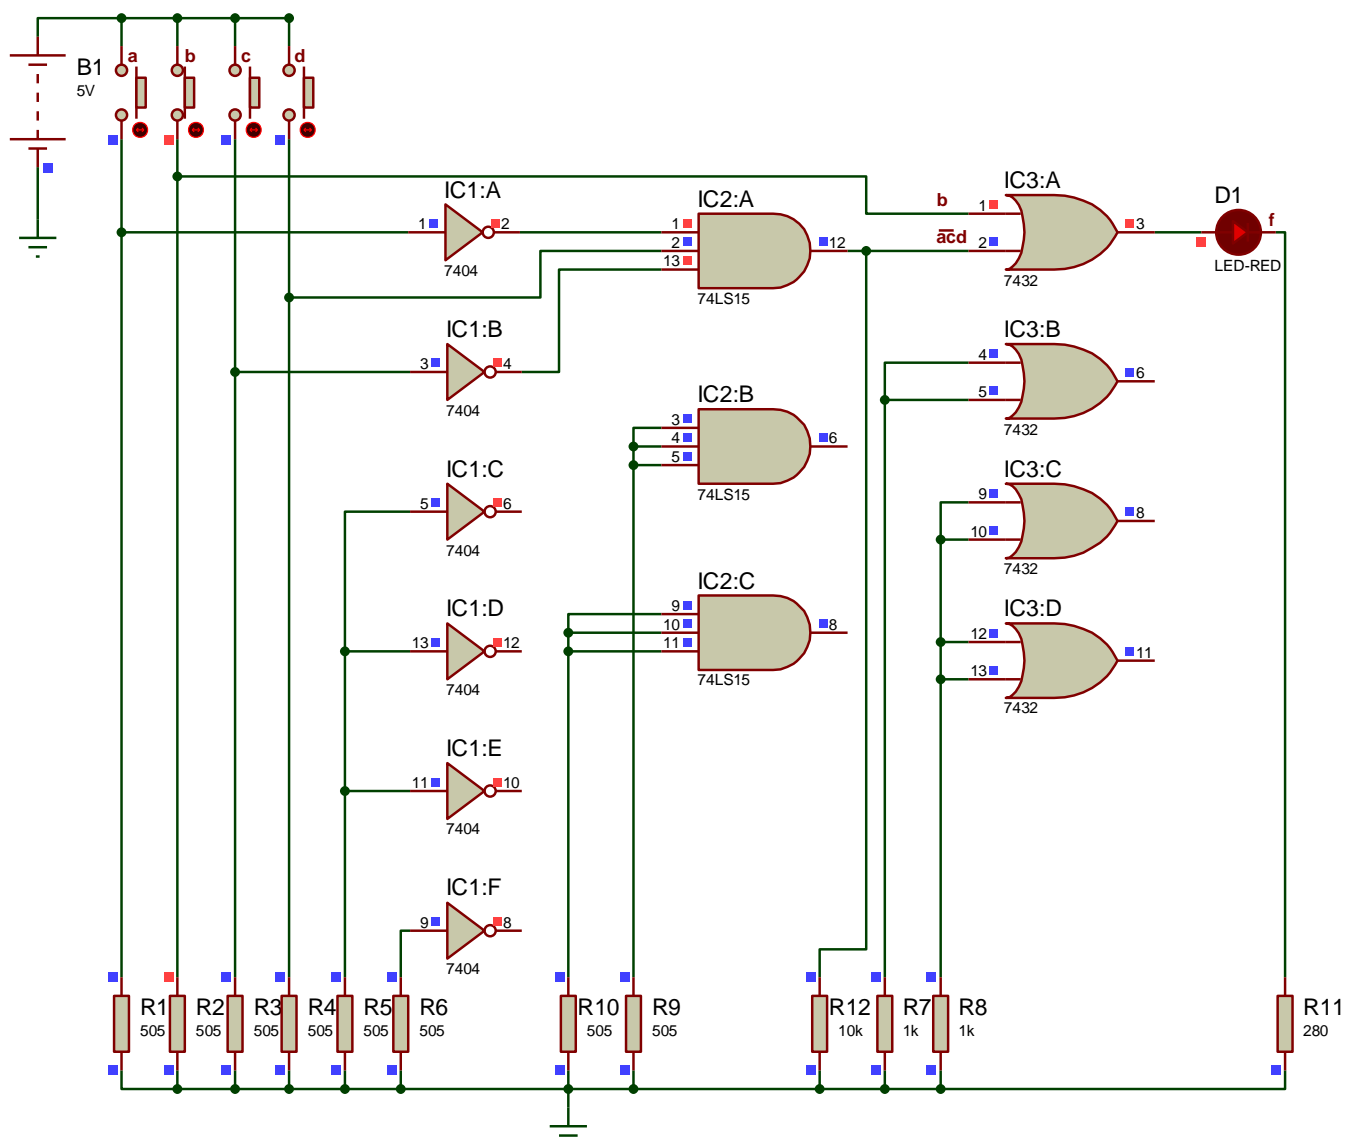 a b c d
B1
5V
IC1:A
1 2
7404
IC2:A
1
2
13
12
74LS15
IC3:A
b
1
a̅c̅d
2
3
7432
D1
f
LED-RED
IC1:B
3 4
7404
IC3:B
4
5
6
7432
IC2:B
3
4
5
6
74LS15
IC1:C
5 6
7404
IC3:C
9
10
8
7432
IC2:C
9
10
11
8
74LS15
IC1:D
13 12
7404
IC3:D
12
13
11
7432
IC1:E
11 10
7404
IC1:F
9 8
7404
R1 R2 R3 R4 R5 R6 R10 R9 R12 R7 R8 R11
505 505 505 505 505 505 505 505 10k 1k 1k 280